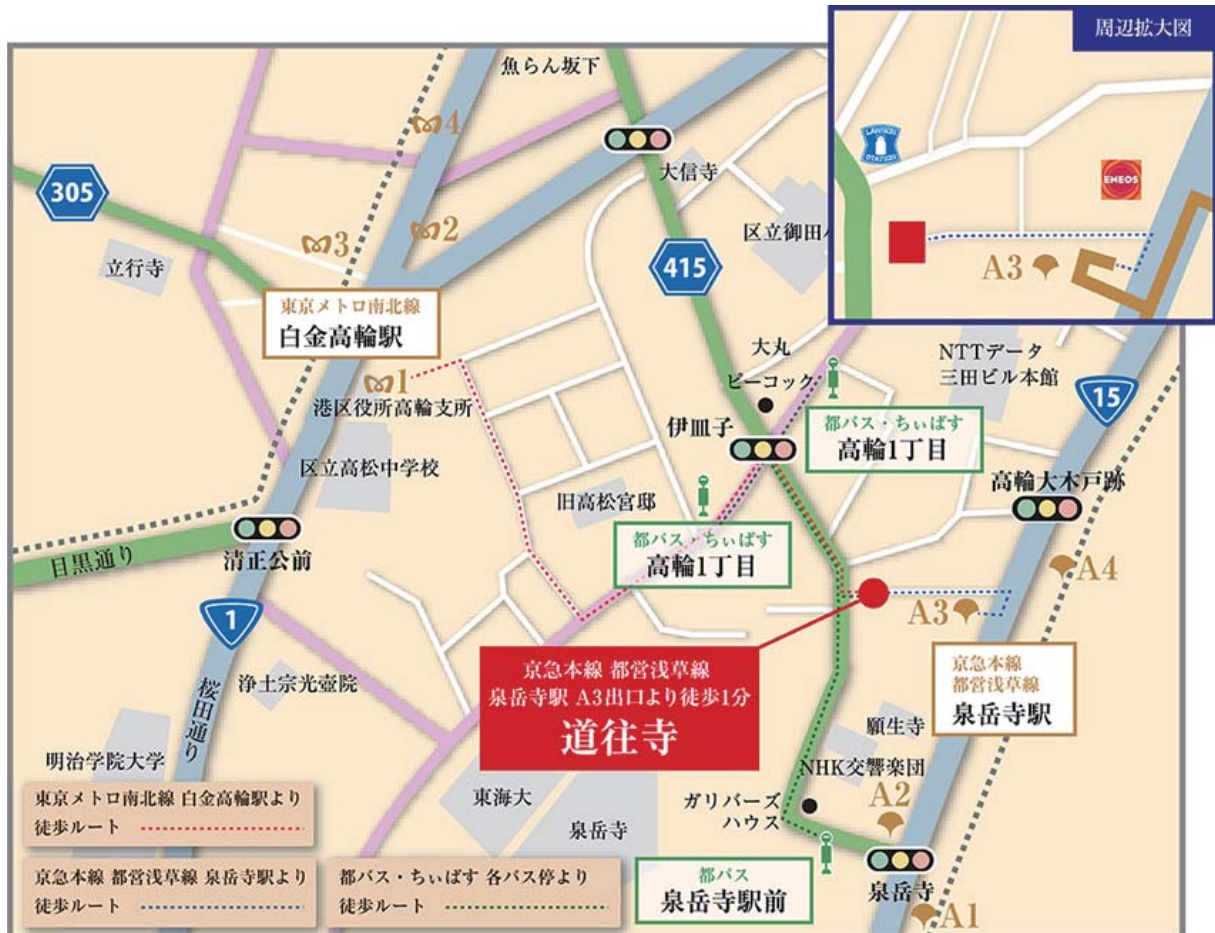 周辺拡大図
LAWSON
STATION
ENEOS
A3
魚らん坂下
4
305
大信寺
3
2
415
区立御田小
立行寺
東京メトロ南北線
白金高輪駅
大丸
ピーコック
NTTデータ
三田ビル本館
15
1
港区役所高輪支所
伊皿子
都バス・ちぃばす
高輪1丁目
区立高松中学校
旧高松宮邸
高輪大木戸跡
都バス・ちぃばす
高輪1丁目
目黒通り
清正公前
A4
A3
1
京急本線 都営浅草線
泉岳寺駅 A3出口より徒歩1分
道往寺
京急本線
都営浅草線
泉岳寺駅
浄土宗光壺院
桜田通り
願生寺
明治学院大学
NHK交響楽団
東海大
ガリバーズ
ハウス
A2
泉岳寺
東京メトロ南北線 白金高輪駅より
徒歩ルート
京急本線 都営浅草線 泉岳寺駅より
徒歩ルート
都バス・ちぃばす 各バス停より
徒歩ルート
都バス
泉岳寺駅前
泉岳寺
A1